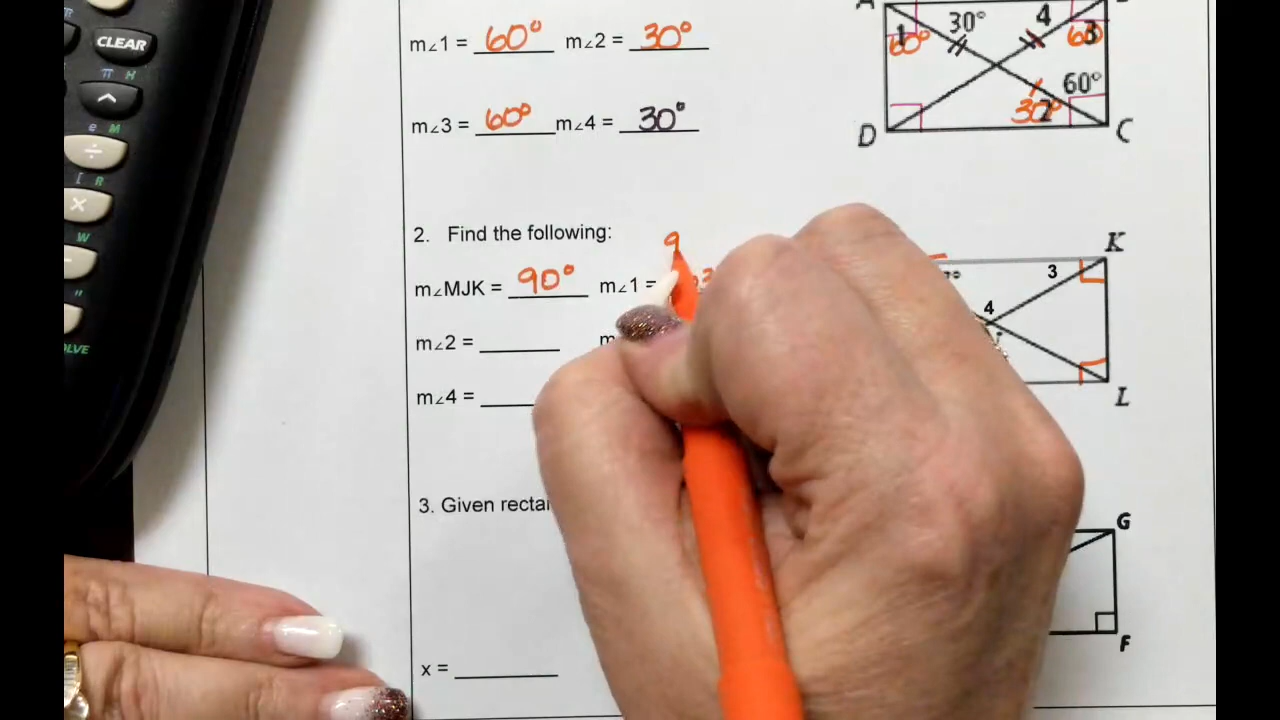 m∠1 = 60° m∠2 = 30°
m∠3 = 60° m∠4 = 30°
1 30° 4 3
60° 60
60°
30° 2
D C
2. Find the following:
m∠MJK = 90° m∠1 = 9
m∠2 =
m∠4 =
K
3
4
L
3. Given
G
F
x =
CLEAR
π H
e M
÷
[ R
×
W
"